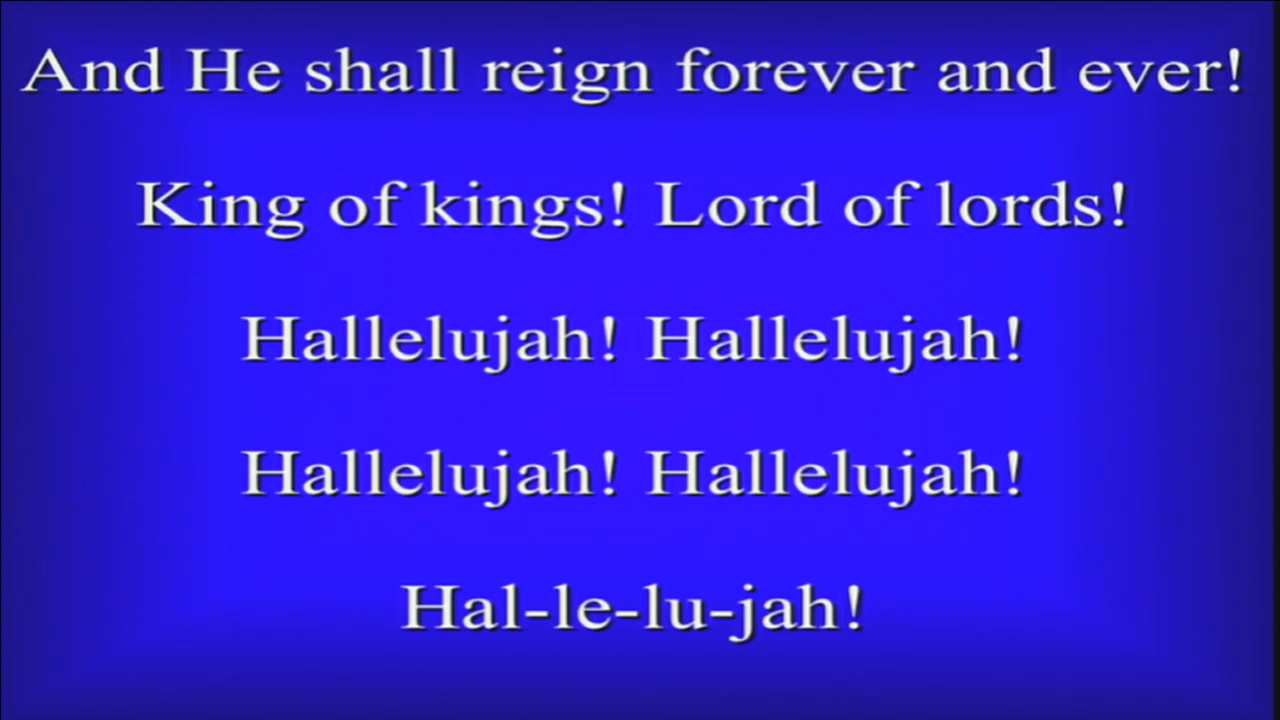 And He shall reign forever and ever!
King of kings! Lord of lords!
Hallelujah! Hallelujah!
Hallelujah! Hallelujah!
Hal-le-lu-jah!